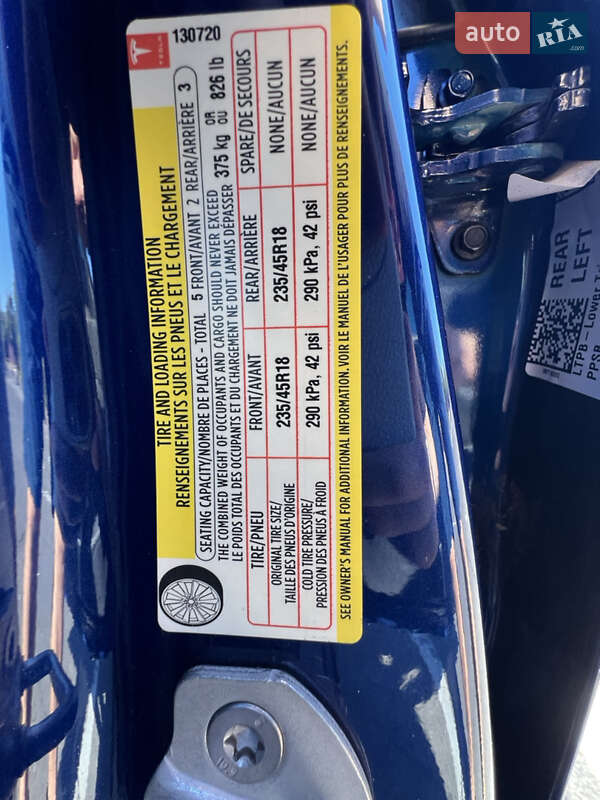 auto RIA .com
TESLA
130720
TIRE AND LOADING INFORMATION
RENSEIGNEMENTS SUR LES PNEUS ET LE CHARGEMENT
SEATING CAPACITY/NOMBRE DE PLACES - TOTAL 5 FRONT/AVANT 2 REAR/ARRIÈRE 3
THE COMBINED WEIGHT OF OCCUPANTS AND CARGO SHOULD NEVER EXCEED
LE POIDS TOTAL DES OCCUPANTS ET DU CHARGEMENT NE DOIT JAMAIS DÉPASSER
375 kg OR OU 826 lb
TIRE/PNEU FRONT/AVANT REAR/ARRIÈRE SPARE/DE SECOURS
ORIGINAL TIRE SIZE/
TAILLE DES PNEUS D'ORIGINE
235/45R18 235/45R18 NONE/AUCUN
COLD TIRE PRESSURE/
PRESSION DES PNEUS À FROID
290 kPa, 42 psi 290 kPa, 42 psi NONE/AUCUN
SEE OWNER'S MANUAL FOR ADDITIONAL INFORMATION. VOIR LE MANUEL DE L'USAGER POUR PLUS DE RENSEIGNEMENTS.
REAR
LEFT
LTPB - Lower
PPSB